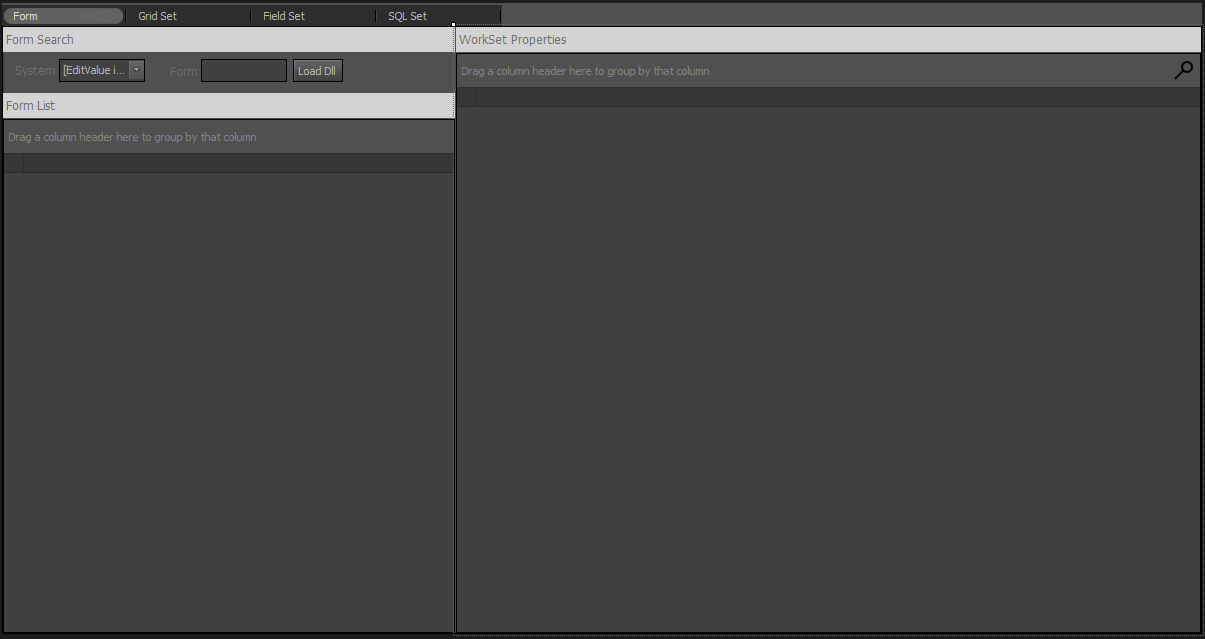 Form Grid Set Field Set SQL Set
Form Search
System [EditValue i... Form Load Dll
Form List
Drag a column header here to group by that column
WorkSet Properties
Drag a column header here to group by that column